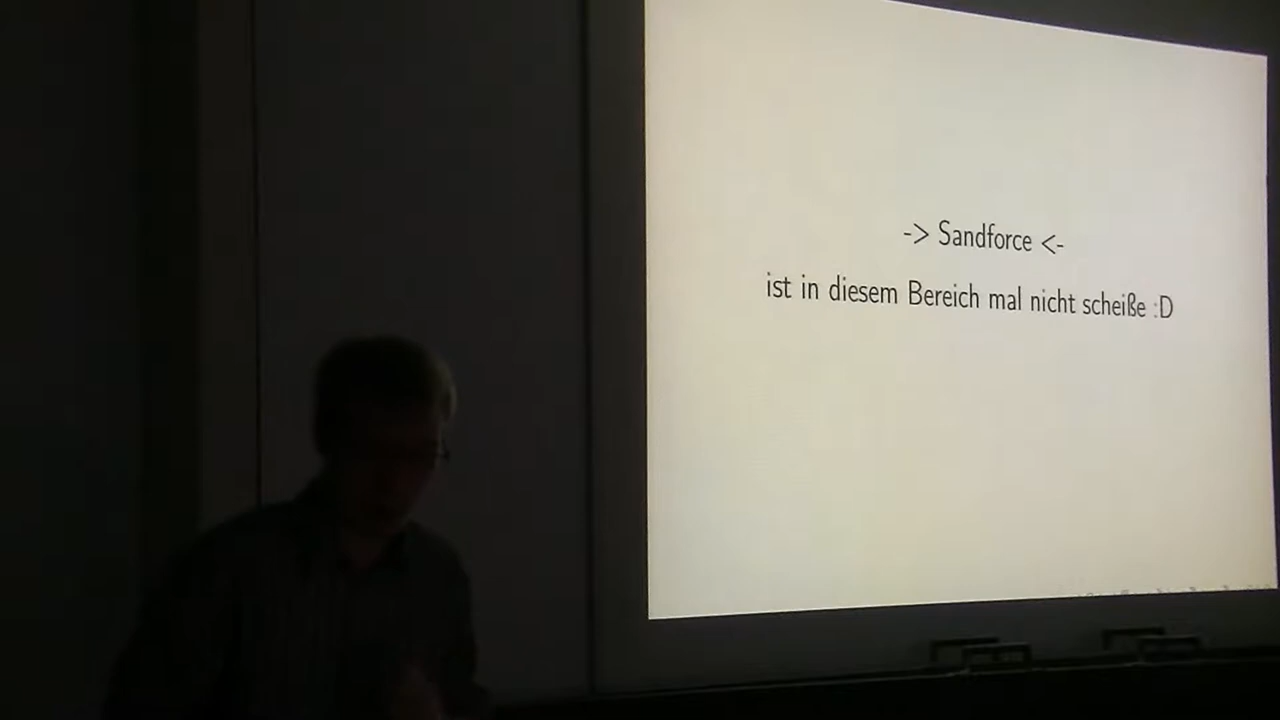 -> Sandforce <-
ist in diesem Bereich mal nicht scheiße :D